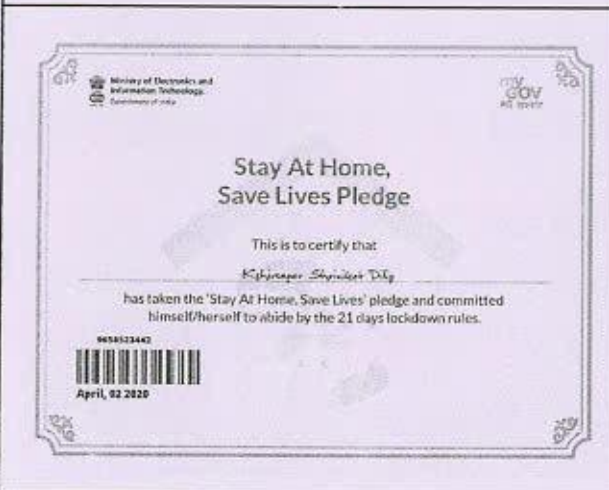 Ministry of Electronics and
Information Technology,
Government of India
my
GOV
Stay At Home,
Save Lives Pledge
This is to certify that
Dilip
has taken the 'Stay At Home, Save Lives' pledge and committed
himself/herself to abide by the 21 days lockdown rules.
9658523442
April, 02 2020